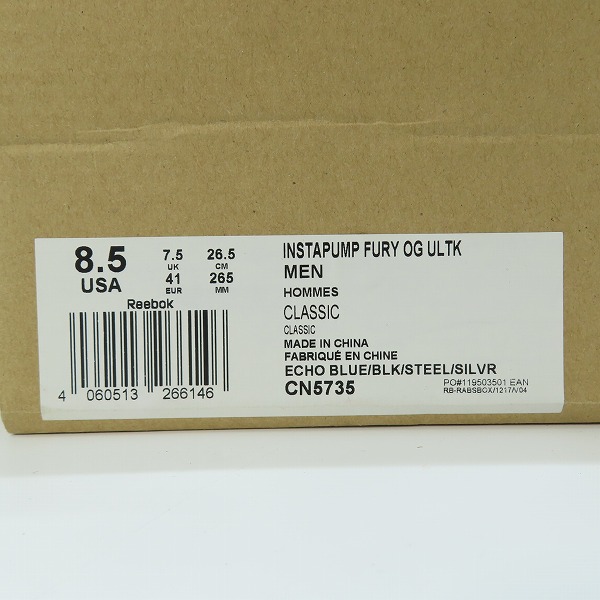 8.5
USA
7.5
UK
41
EUR
26.5
CM
265
MM
Reebok
4 060513 266146
INSTAPUMP FURY OG ULTK
MEN
HOMMES
CLASSIC
CLASSIC
MADE IN CHINA
FABRIQUÉ EN CHINE
ECHO BLUE/BLK/STEEL/SILVR
CN5735
PO#119503501 EAN
RB-RABSBOX/1217A/04